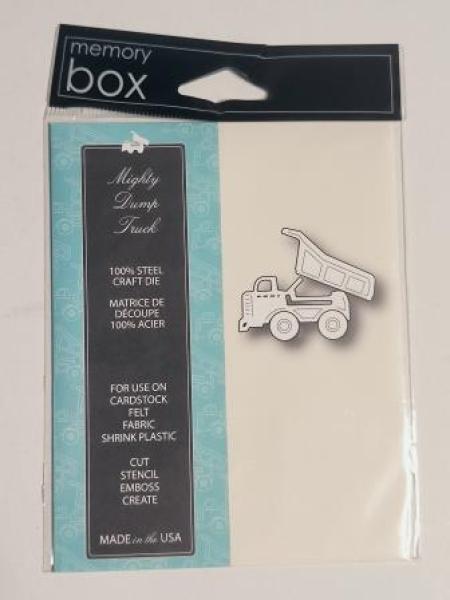 memory
box
Mighty
Dump
Truck
100% STEEL
CRAFT DIE
MATRICE DE
DÉCOUPE
100% ACIER
FOR USE ON
CARDSTOCK
FELT
FABRIC
SHRINK PLASTIC
CUT
STENCIL
EMBOSS
CREATE
MADE in the USA